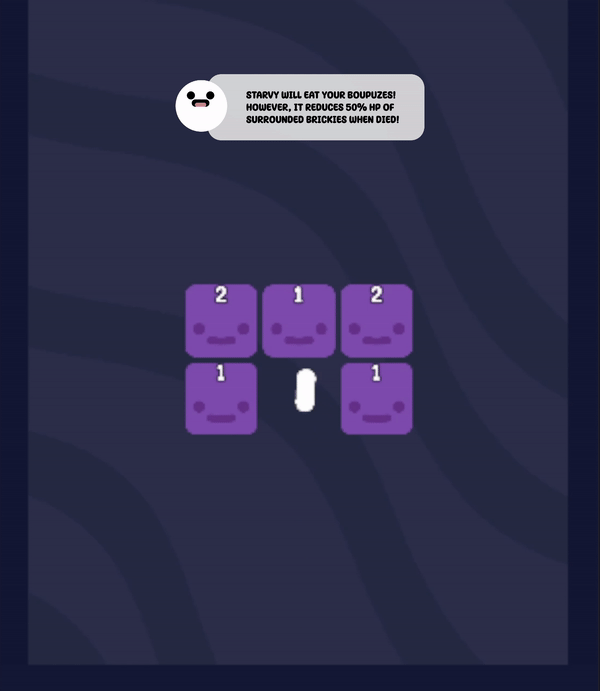 STARVY WILL EAT YOUR BOUPUZES!
HOWEVER, IT REDUCES 50% HP OF
SURROUNDED BRICKIES WHEN DIED!
2 1 2
1 1